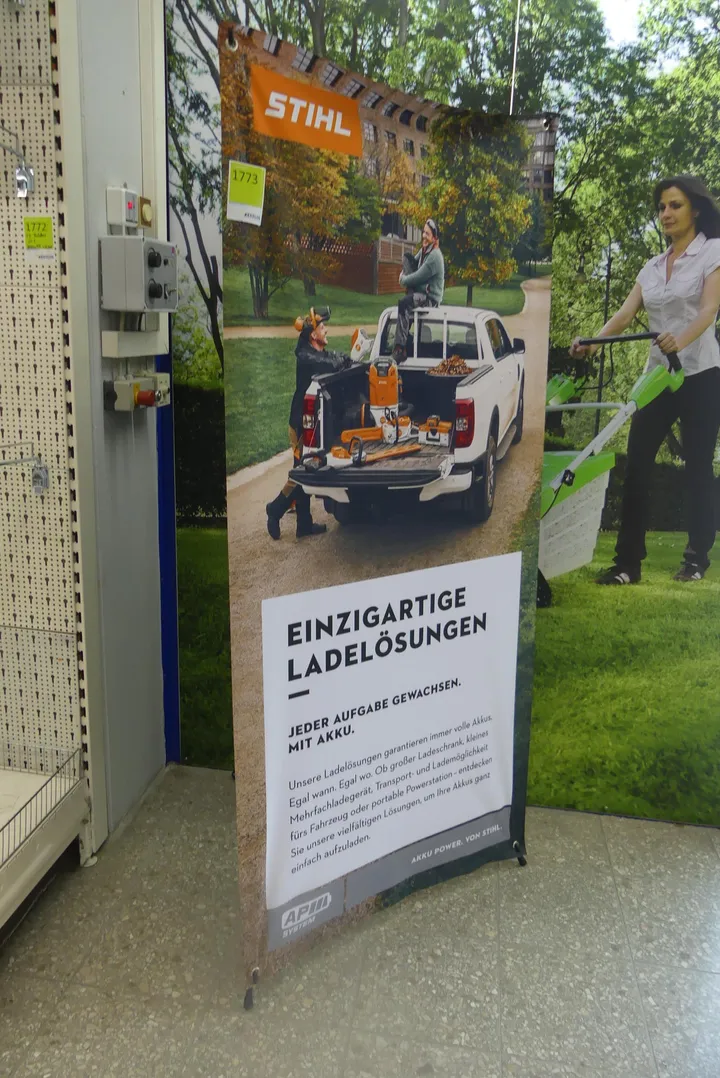 STIHL
1773
1772
EINZIGARTIGE
LADELÖSUNGEN
JEDER AUFGABE GEWACHSEN.
MIT AKKU.
Unsere Ladelösungen garantieren immer volle Akkus.
Egal wann. Egal wo. Ob großer Ladeschrank, kleines
Mehrfachladegerät, Transport- und Lademöglichkeit
fürs Fahrzeug oder portable Powerstation – entdecken
Sie unsere vielfältigen Lösungen, um Ihre Akkus ganz
einfach aufzuladen.
AKKU POWER. VON STIHL.
AP
SYSTEM